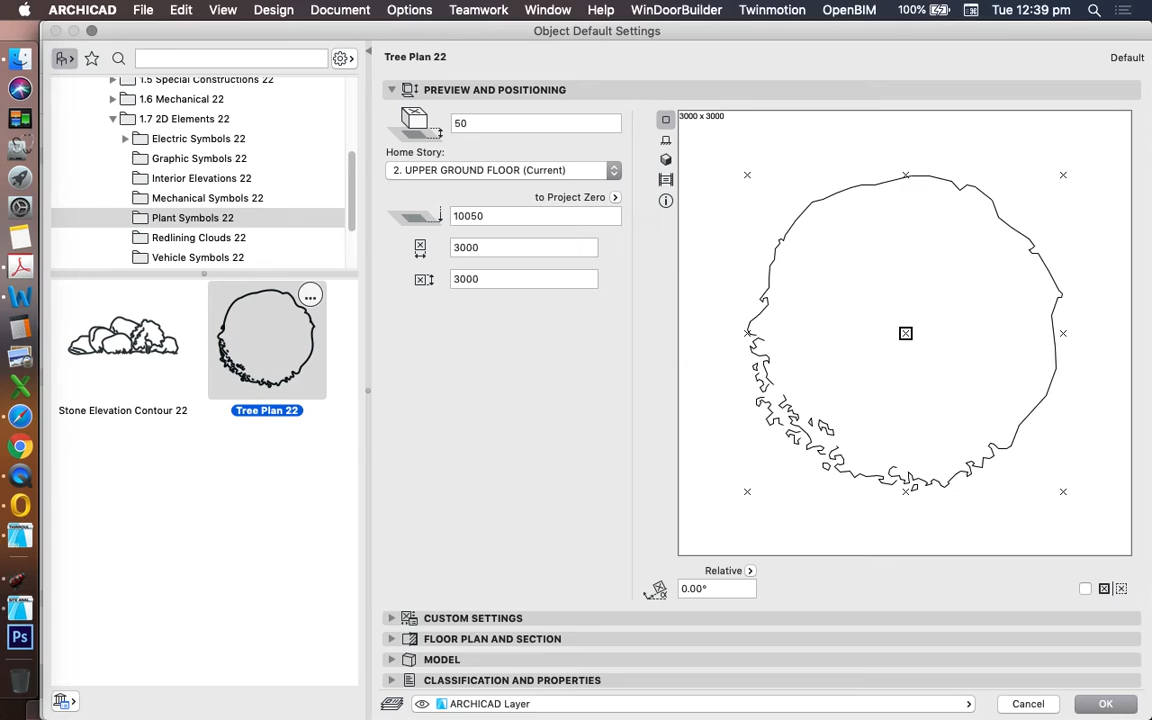 ARCHICAD File Edit View Design Document Options Teamwork Window Help WinDoorBuilder Twinmotion OpenBIM 100% Tue 12:39 pm
Object Default Settings
Tree Plan 22
Default
1.5 Special Constructions 22
1.6 Mechanical 22
1.7 2D Elements 22
Electric Symbols 22
Graphic Symbols 22
Interior Elevations 22
Mechanical Symbols 22
Plant Symbols 22
Redlining Clouds 22
Vehicle Symbols 22
Stone Elevation Contour 22
Tree Plan 22
PREVIEW AND POSITIONING
50
Home Story:
2. UPPER GROUND FLOOR (Current)
to Project Zero
10050
3000
3000
3000 x 3000
Relative
0.00°
CUSTOM SETTINGS
FLOOR PLAN AND SECTION
MODEL
CLASSIFICATION AND PROPERTIES
ARCHICAD Layer
Cancel
OK
Ps